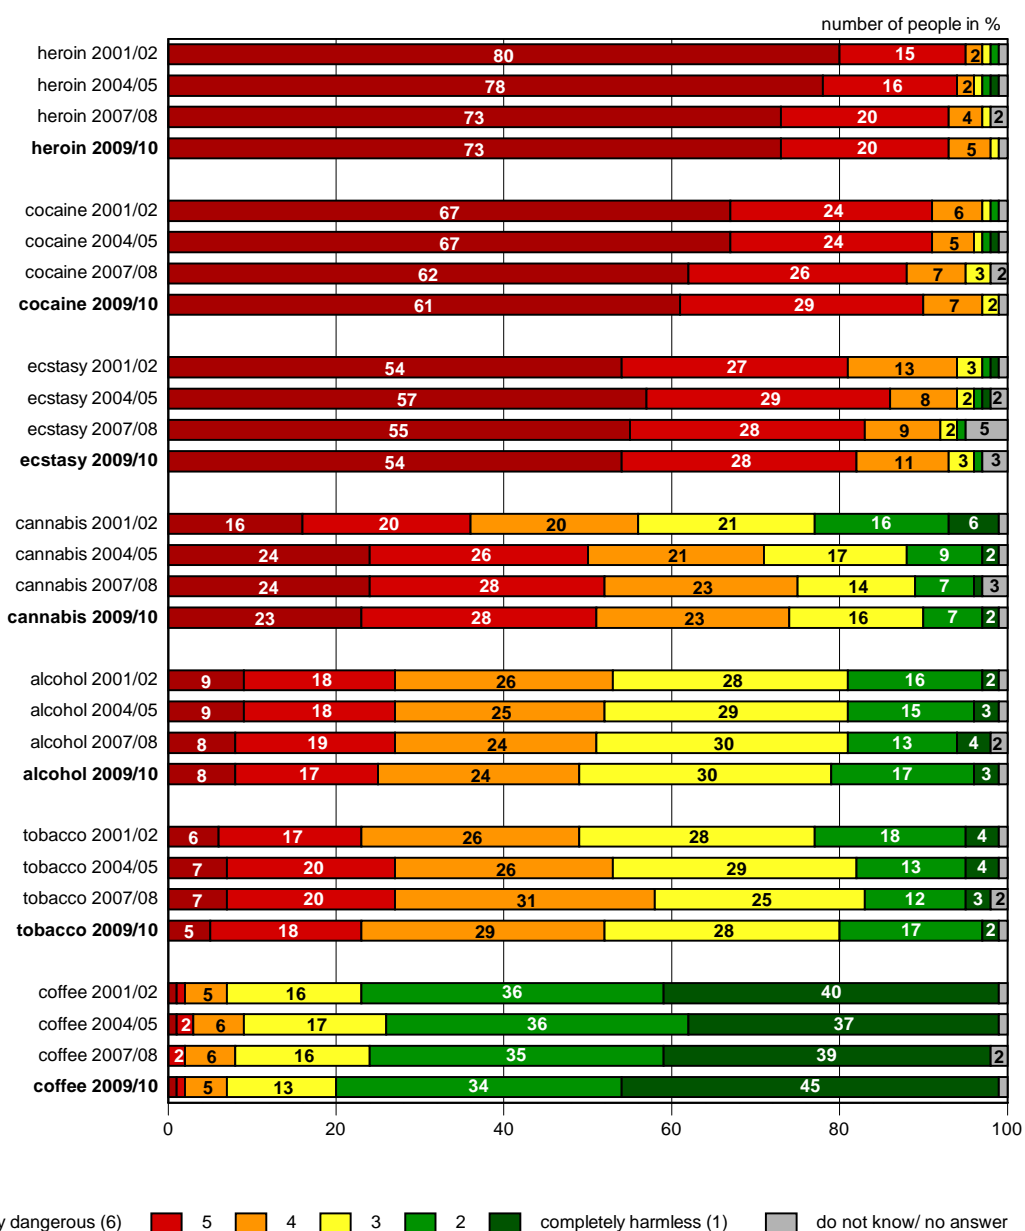 number of people in %
heroin 2001/02 80 15 2
heroin 2004/05 78 16 2
heroin 2007/08 73 20 4 2
heroin 2009/10 73 20 5
cocaine 2001/02 67 24 6
cocaine 2004/05 67 24 5
cocaine 2007/08 62 26 7 3 2
cocaine 2009/10 61 29 7 2
ecstasy 2001/02 54 27 13 3
ecstasy 2004/05 57 29 8 2 2
ecstasy 2007/08 55 28 9 2 5
ecstasy 2009/10 54 28 11 3 3
cannabis 2001/02 16 20 20 21 16 6
cannabis 2004/05 24 26 21 17 9 2
cannabis 2007/08 24 28 23 14 7 3
cannabis 2009/10 23 28 23 16 7 2
alcohol 2001/02 9 18 26 28 16 2
alcohol 2004/05 9 18 25 29 15 3
alcohol 2007/08 8 19 24 30 13 4 2
alcohol 2009/10 8 17 24 30 17 3
tobacco 2001/02 6 17 26 28 18 4
tobacco 2004/05 7 20 26 29 13 4
tobacco 2007/08 7 20 31 25 12 3 2
tobacco 2009/10 5 18 29 28 17 2
coffee 2001/02 5 16 36 40
coffee 2004/05 2 6 17 36 37
coffee 2007/08 2 6 16 35 39 2
coffee 2009/10 5 13 34 45
0 20 40 60 80 100
y dangerous (6) 5 4 3 2 completely harmless (1) do not know/ no answer